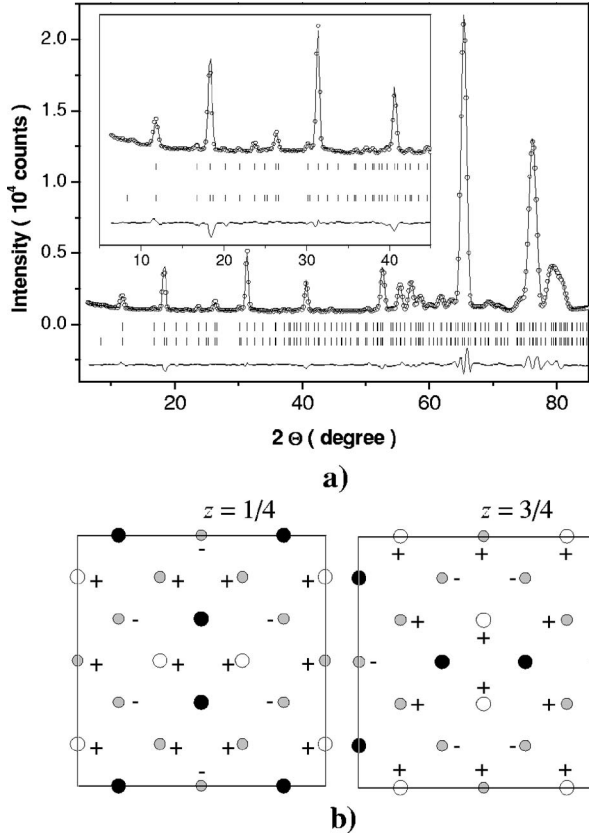 2.0
1.5
1.0
0.5
0.0
Intensity ( 10⁴ counts)
10 20 30 40
20 40 60 80
2 Θ ( degree )
a)
z = 1/4 z = 3/4
- + + + +
+ + + + - -
- - + + +
+ + + + - +
- - + +
+ + + + - -
- + + +
b)